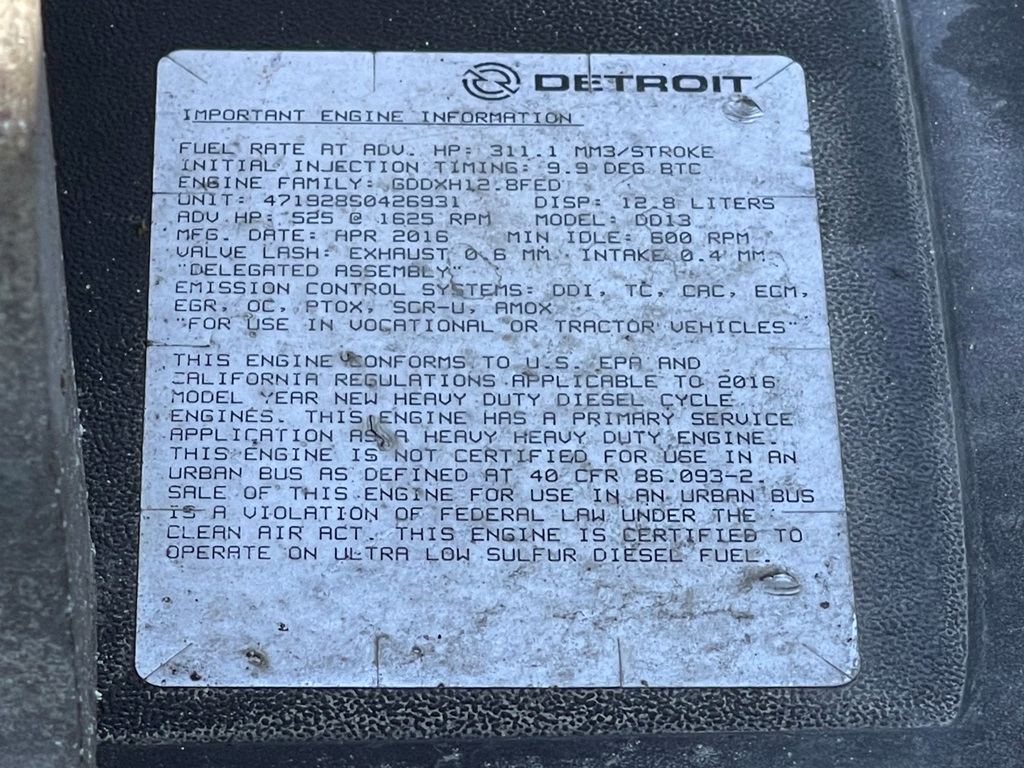 DETROIT
IMPORTANT ENGINE INFORMATION
FUEL RATE AT ADV. HP: 311.1 MM3/STROKE
INITIAL INJECTION TIMING: 9.9 DEG BTC
ENGINE FAMILY: GDDXH12.8FED
UNIT: 471928S0426931 DISP: 12.8 LITERS
ADV HP: 525 @ 1625 RPM MODEL: DD13
MFG. DATE: APR 2016 MIN IDLE: 600 RPM
VALVE LASH: EXHAUST 0.6 MM INTAKE 0.4 MM
"DELEGATED ASSEMBLY"
EMISSION CONTROL SYSTEMS: DDI, TC, CAC, ECM,
EGR, OC, PTOX, SCR-U, AMOX
"FOR USE IN VOCATIONAL OR TRACTOR VEHICLES"
THIS ENGINE CONFORMS TO U.S. EPA AND
CALIFORNIA REGULATIONS APPLICABLE TO 2016
MODEL YEAR NEW HEAVY DUTY DIESEL CYCLE
ENGINES. THIS ENGINE HAS A PRIMARY SERVICE
APPLICATION AS A HEAVY HEAVY DUTY ENGINE.
THIS ENGINE IS NOT CERTIFIED FOR USE IN AN
URBAN BUS AS DEFINED AT 40 CFR 86.093-2.
SALE OF THIS ENGINE FOR USE IN AN URBAN BUS
IS A VIOLATION OF FEDERAL LAW UNDER THE
CLEAN AIR ACT. THIS ENGINE IS CERTIFIED TO
OPERATE ON ULTRA LOW SULFUR DIESEL FUEL.